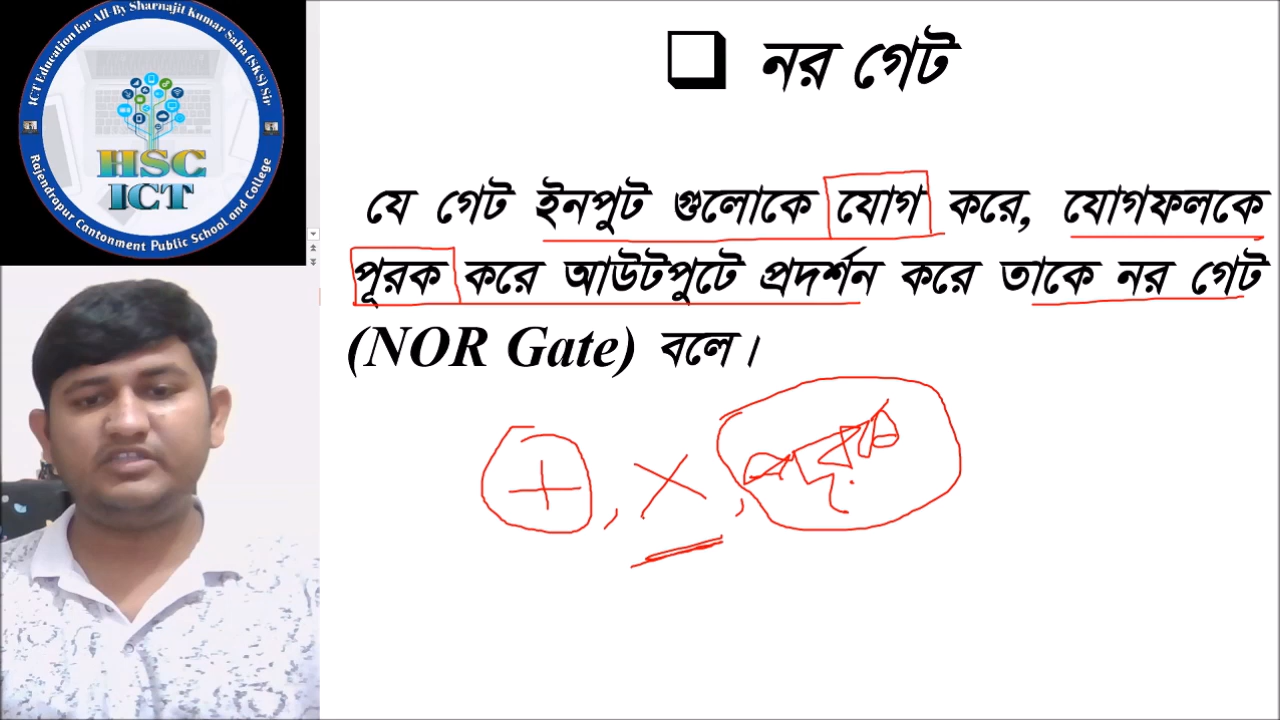 ICT Education for All-By Sharnajit Kumar Saha (SKS) Sir
HSC
ICT
Rajendrapur Cantonment Public School and College
❑ নর গেট
যে গেট ইনপুট গুলোকে যোগ করে, যোগফলকে
পূরক করে আউটপুটে প্রদর্শন করে তাকে নর গেট
(NOR Gate) বলে।
+, ×, পূরক